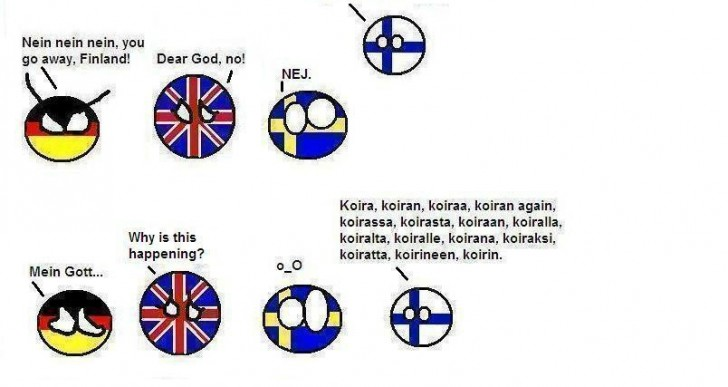 Nein nein nein, you
go away, Finland!
Dear God, no!
NEJ.
Koira, koiran, koiraa, koiran again,
koirassa, koirasta, koiraan, koiralla,
koiralta, koiralle, koirana, koiraksi,
koiratta, koirineen, koirin.
Why is this
happening?
Mein Gott...
o_O